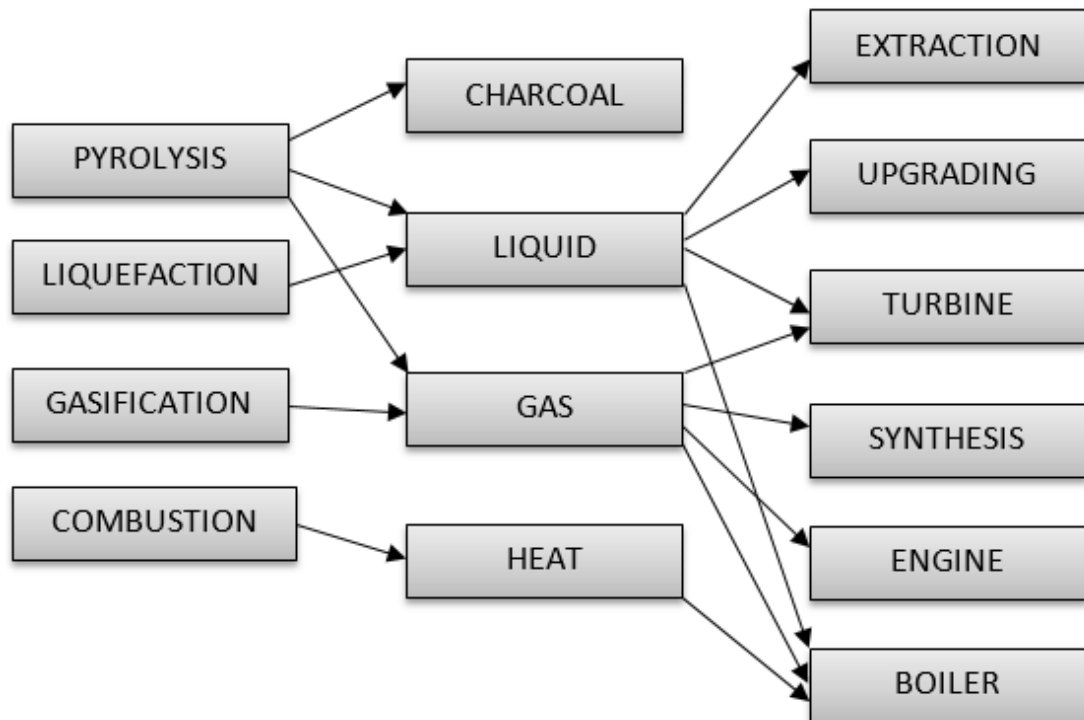 PYROLYSIS
LIQUEFACTION
GASIFICATION
COMBUSTION
CHARCOAL
LIQUID
GAS
HEAT
EXTRACTION
UPGRADING
TURBINE
SYNTHESIS
ENGINE
BOILER